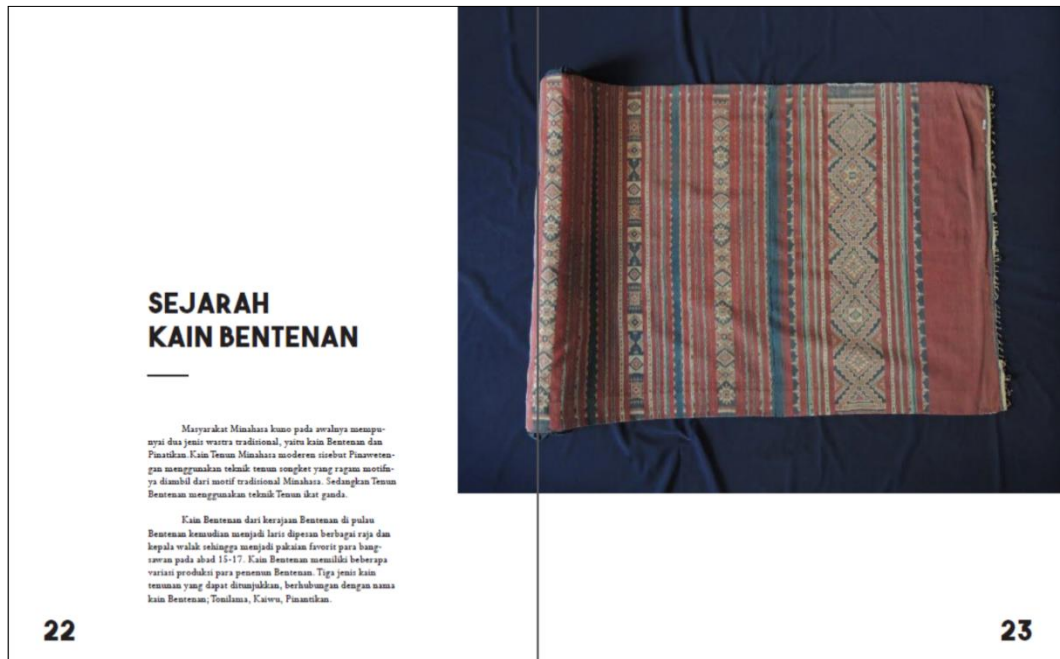 SEJARAH
KAIN BENTENAN
Masyarakat Minahasa kuno pada awalnya mempu-
nyai dua jenis wastra tradisional, yaitu kain Bentenan dan
Pinatikan. Kain Tenun Minahasa moderen sisebut Pinaweten-
gan menggunakan teknik tenun songket yang ragam motifn-
ya diambil dari motif tradisional Minahasa. Sedangkan Tenun
Bentenan menggunakan teknik Tenun ikat ganda.
Kain Bentenan dari kerajaan Bentenan di pulau
Bentenan kemudian menjadi laris dipesan berbagai raja dan
kepala walak sehingga menjadi pakaian favorit para bang-
sawan pada abad 15-17. Kain Bentenan memiliki beberapa
variasi produksi para penenun Bentenan. Tiga jenis kain
tenunan yang dapat ditunjukkan, berhubungan dengan nama
kain Bentenan; Tonilama, Kaiwu, Pinantikan.
22
23